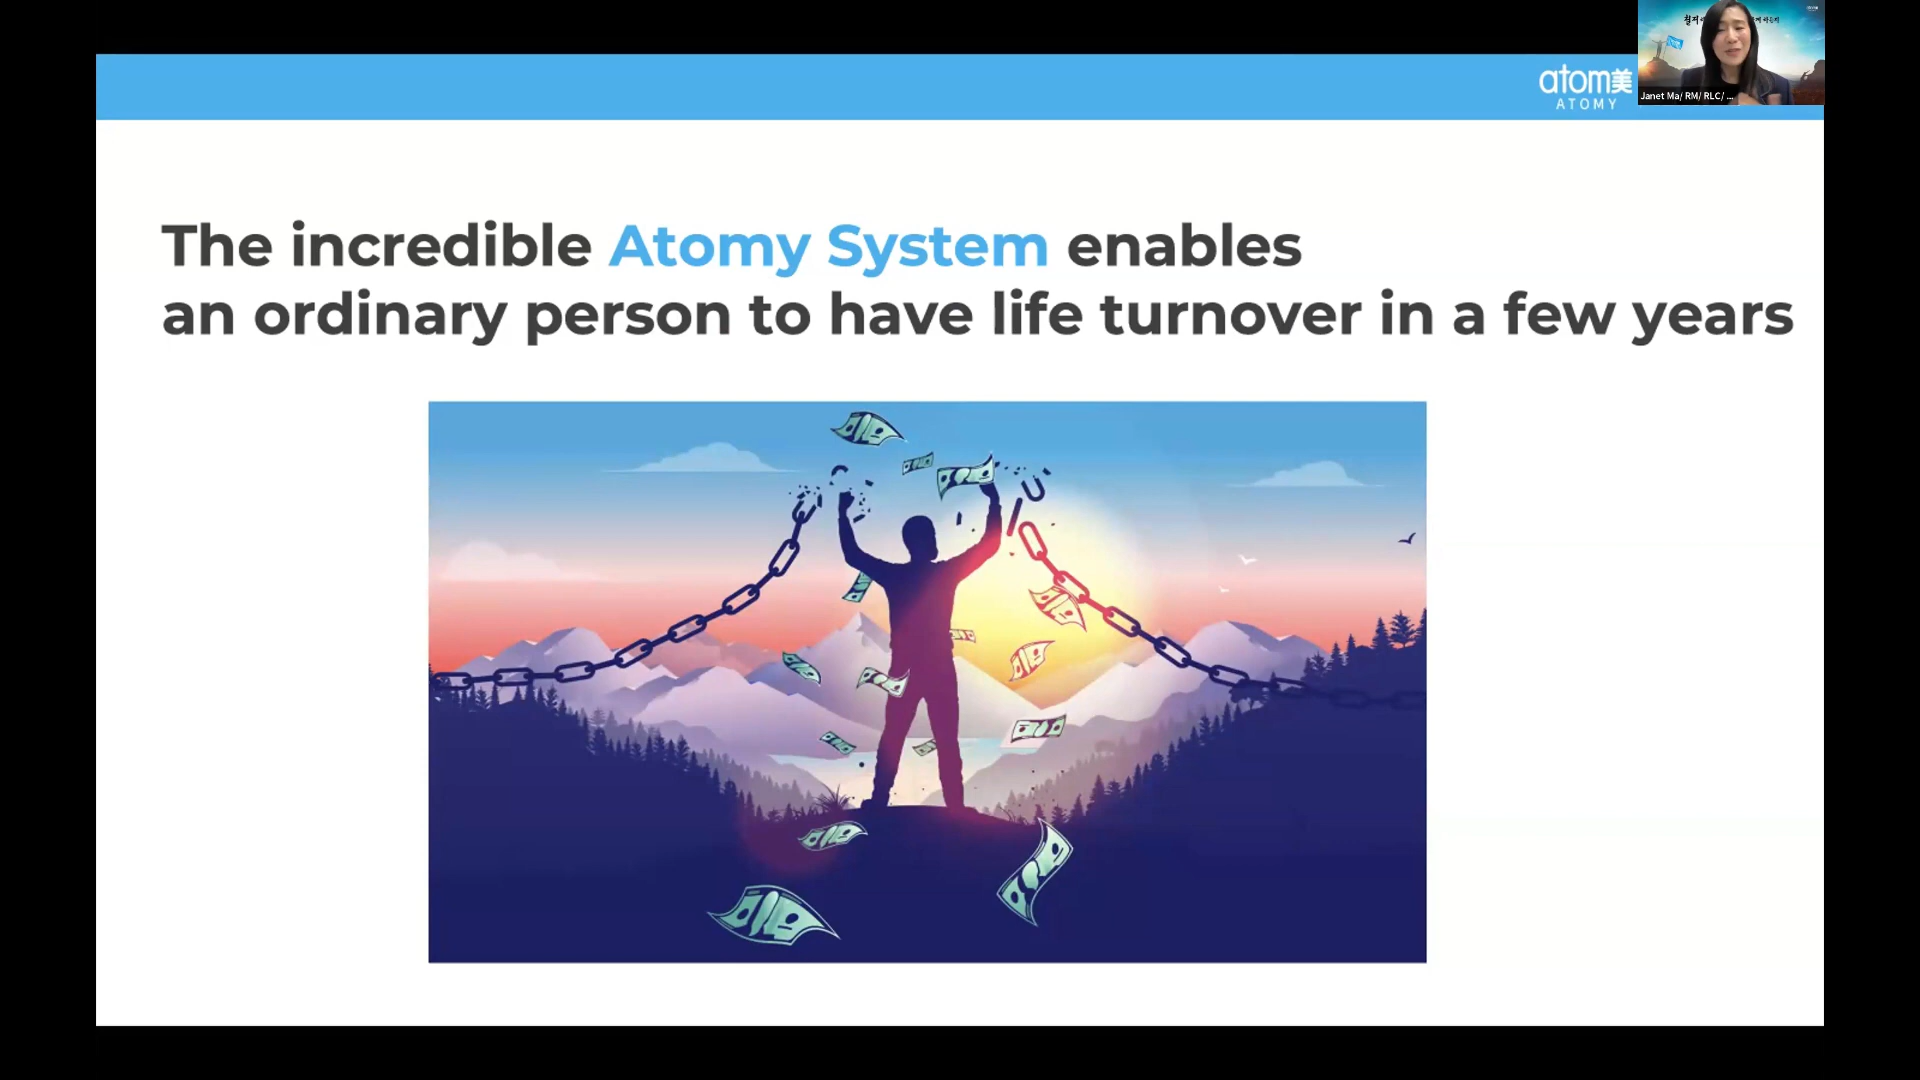 atom美
ATOMY
Janet Ma/ RM/ RLC/ ...
The incredible Atomy System enables
an ordinary person to have life turnover in a few years